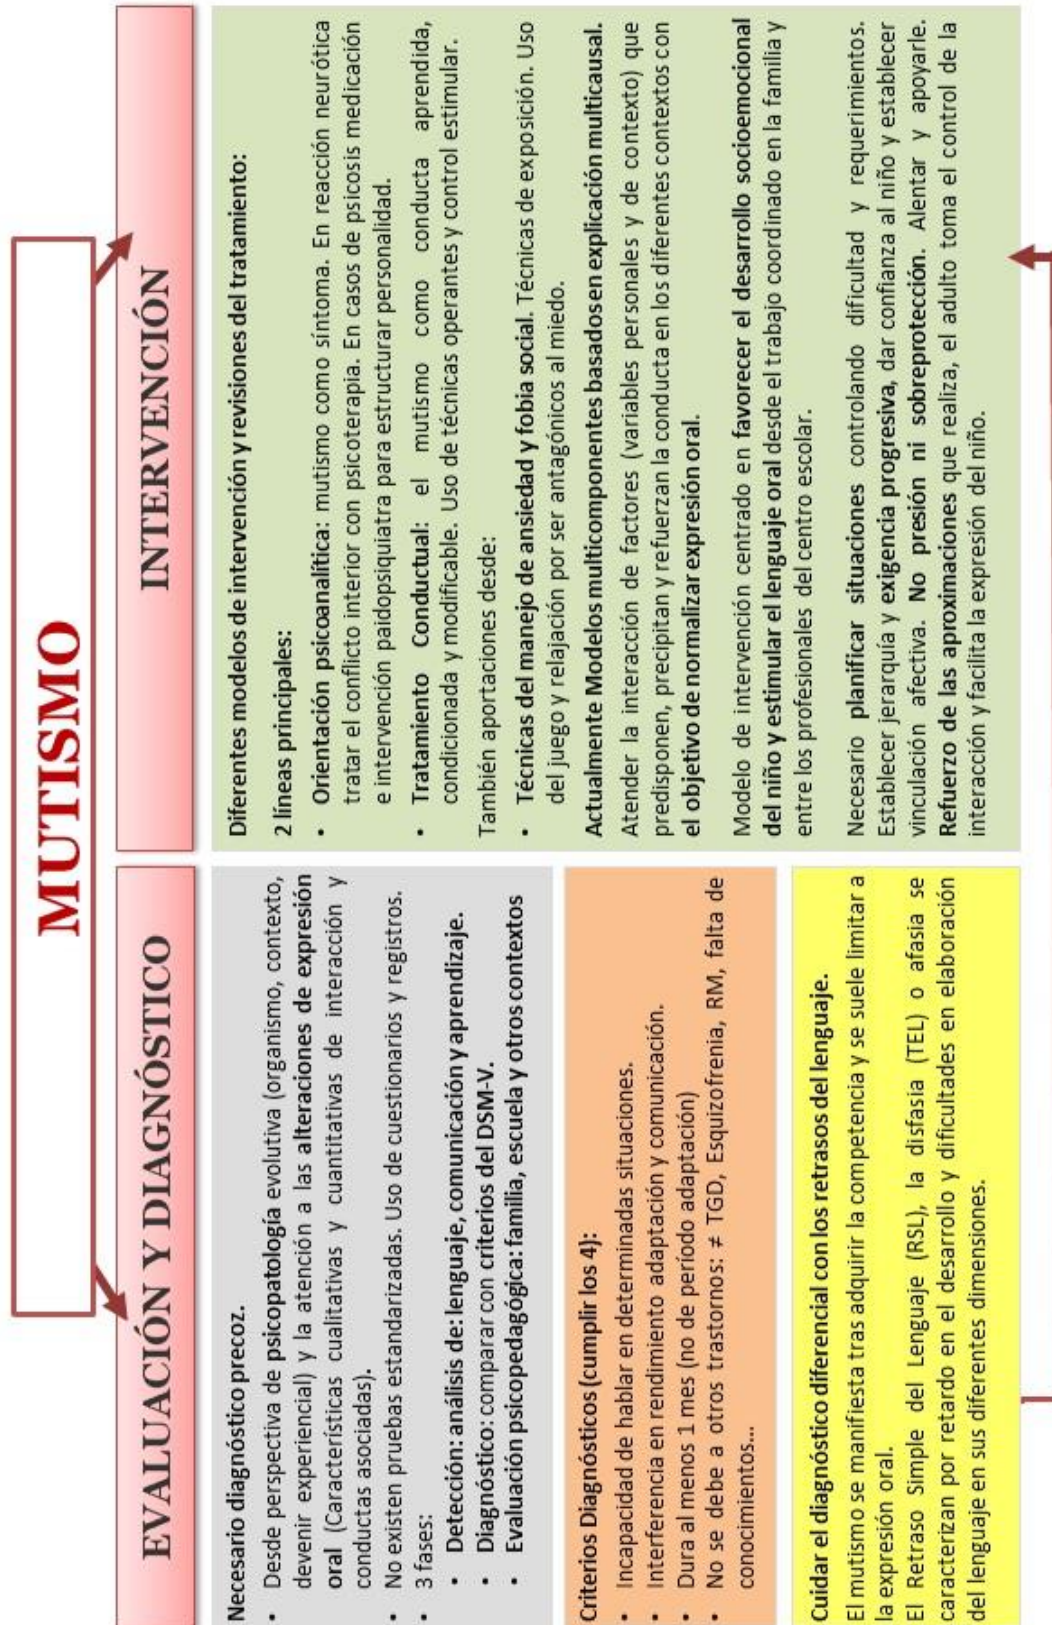 MUTISMO
EVALUACIÓN Y DIAGNÓSTICO
Necesario diagnóstico precoz.
• Desde perspectiva de psicopatología evolutiva (organismo, contexto,
devenir experiencial) y la atención a las alteraciones de expresión
oral (Características cualitativas y cuantitativas de interacción y
conductas asociadas).
• No existen pruebas estandarizadas. Uso de cuestionarios y registros.
• 3 fases:
• Detección: análisis de: lenguaje, comunicación y aprendizaje.
• Diagnóstico: comparar con criterios del DSM-V.
• Evaluación psicopedagógica: familia, escuela y otros contextos
Criterios Diagnósticos (cumplir los 4):
• Incapacidad de hablar en determinadas situaciones.
• Interferencia en rendimiento adaptación y comunicación.
• Dura al menos 1 mes (no de período adaptación)
• No se debe a otros trastornos: ≠ TGD, Esquizofrenia, RM, falta de
conocimientos...
Cuidar el diagnóstico diferencial con los retrasos del lenguaje.
El mutismo se manifiesta tras adquirir la competencia y se suele limitar a
la expresión oral.
El Retraso Simple del Lenguaje (RSL), la disfasia (TEL) o afasia se
caracterizan por retardo en el desarrollo y dificultades en elaboración
del lenguaje en sus diferentes dimensiones.
INTERVENCIÓN
Diferentes modelos de intervención y revisiones del tratamiento:
2 líneas principales:
• Orientación psicoanalítica: mutismo como síntoma. En reacción neurótica
tratar el conflicto interior con psicoterapia. En casos de psicosis medicación
e intervención paidopsiquiatra para estructurar personalidad.
• Tratamiento Conductual: el mutismo como conducta aprendida,
condicionada y modificable. Uso de técnicas operantes y control estimular.
También aportaciones desde:
• Técnicas del manejo de ansiedad y fobia social. Técnicas de exposición. Uso
del juego y relajación por ser antagónicos al miedo.
Actualmente Modelos multicomponentes basados en explicación multicausal.
Atender la interacción de factores (variables personales y de contexto) que
predisponen, precipitan y refuerzan la conducta en los diferentes contextos con
el objetivo de normalizar expresión oral.
Modelo de intervención centrado en favorecer el desarrollo socioemocional
del niño y estimular el lenguaje oral desde el trabajo coordinado en la familia y
entre los profesionales del centro escolar.
Necesario planificar situaciones controlando dificultad y requerimientos.
Establecer jerarquía y exigencia progresiva, dar confianza al niño y establecer
vinculación afectiva. No presión ni sobreprotección. Alentar y apoyarle.
Refuerzo de las aproximaciones que realiza, el adulto toma el control de la
interacción y facilita la expresión del niño.